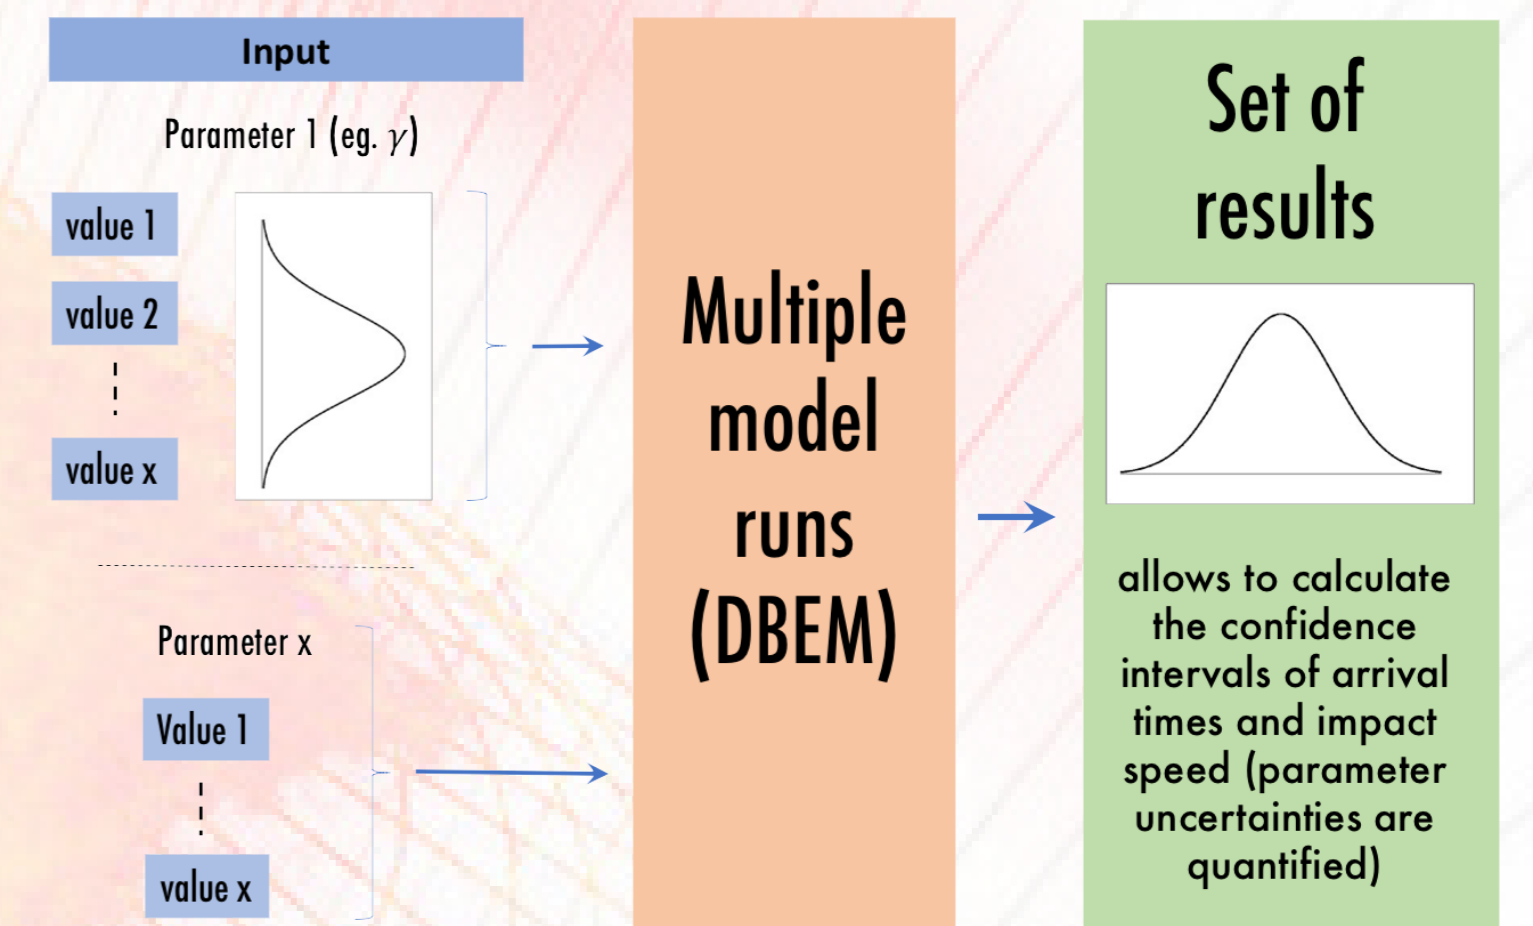 Input
Parameter 1 (eg. γ)
value 1
value 2
value x
Parameter x
Value 1
value x
Multiple
model
runs
(DBEM)
Set of
results
allows to calculate
the confidence
intervals of arrival
times and impact
speed (parameter
uncertainties are
quantified)